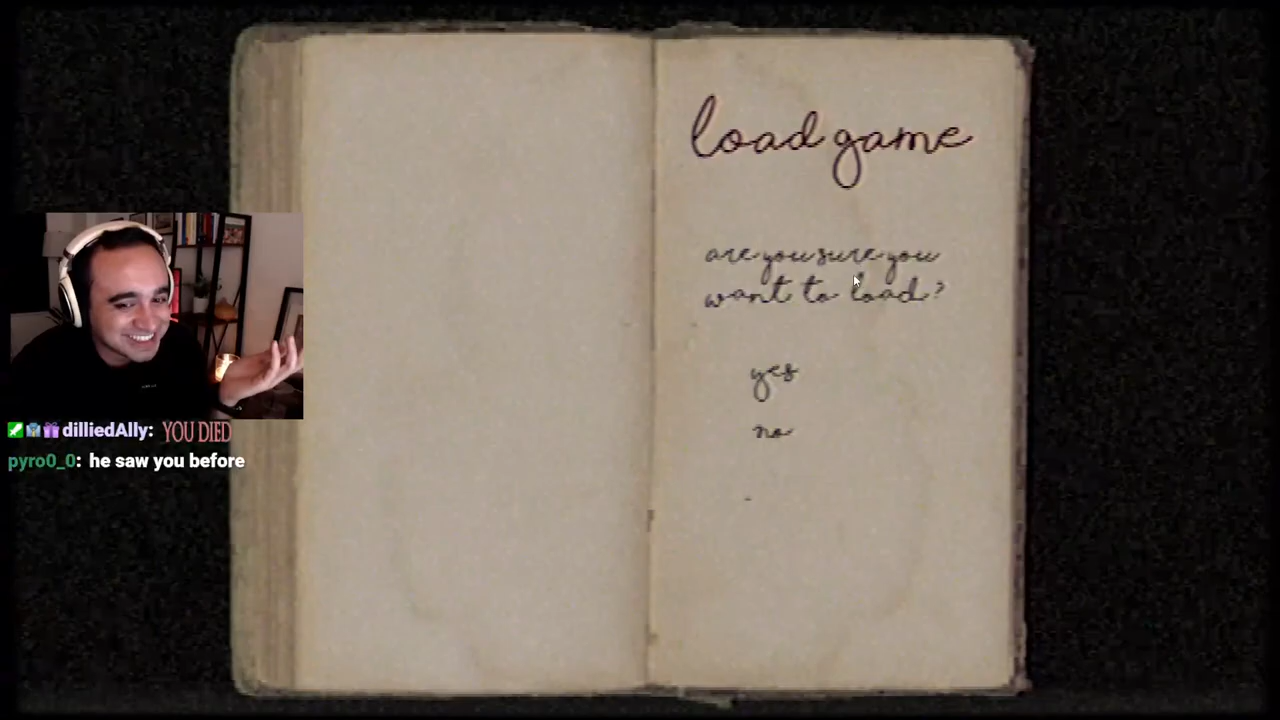 load game
are you sure you
want to load?
yes
no
dilliedAlly: YOU DIED
pyro0_0: he saw you before